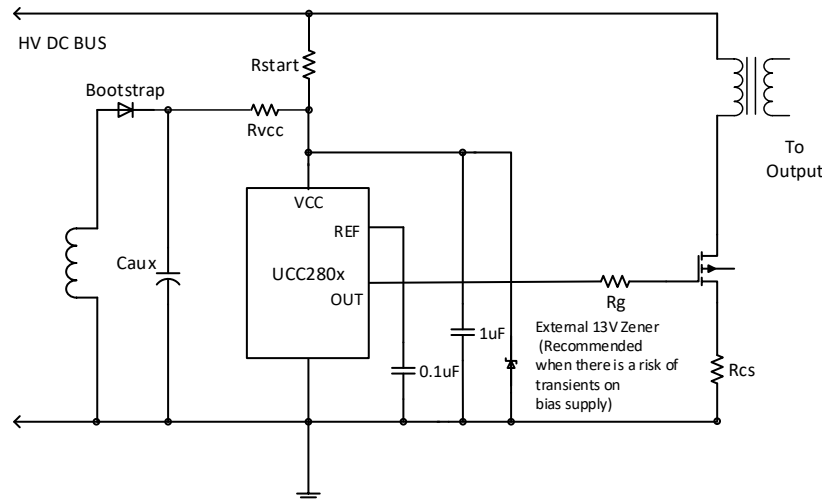 HV DC BUS
Rstart
Bootstrap
Rvcc
To
Output
VCC
REF
Caux
UCC280x
OUT
Rg
1uF
External 13V Zener
(Recommended
when there is a risk of
transients on
bias supply)
0.1uF
Rcs